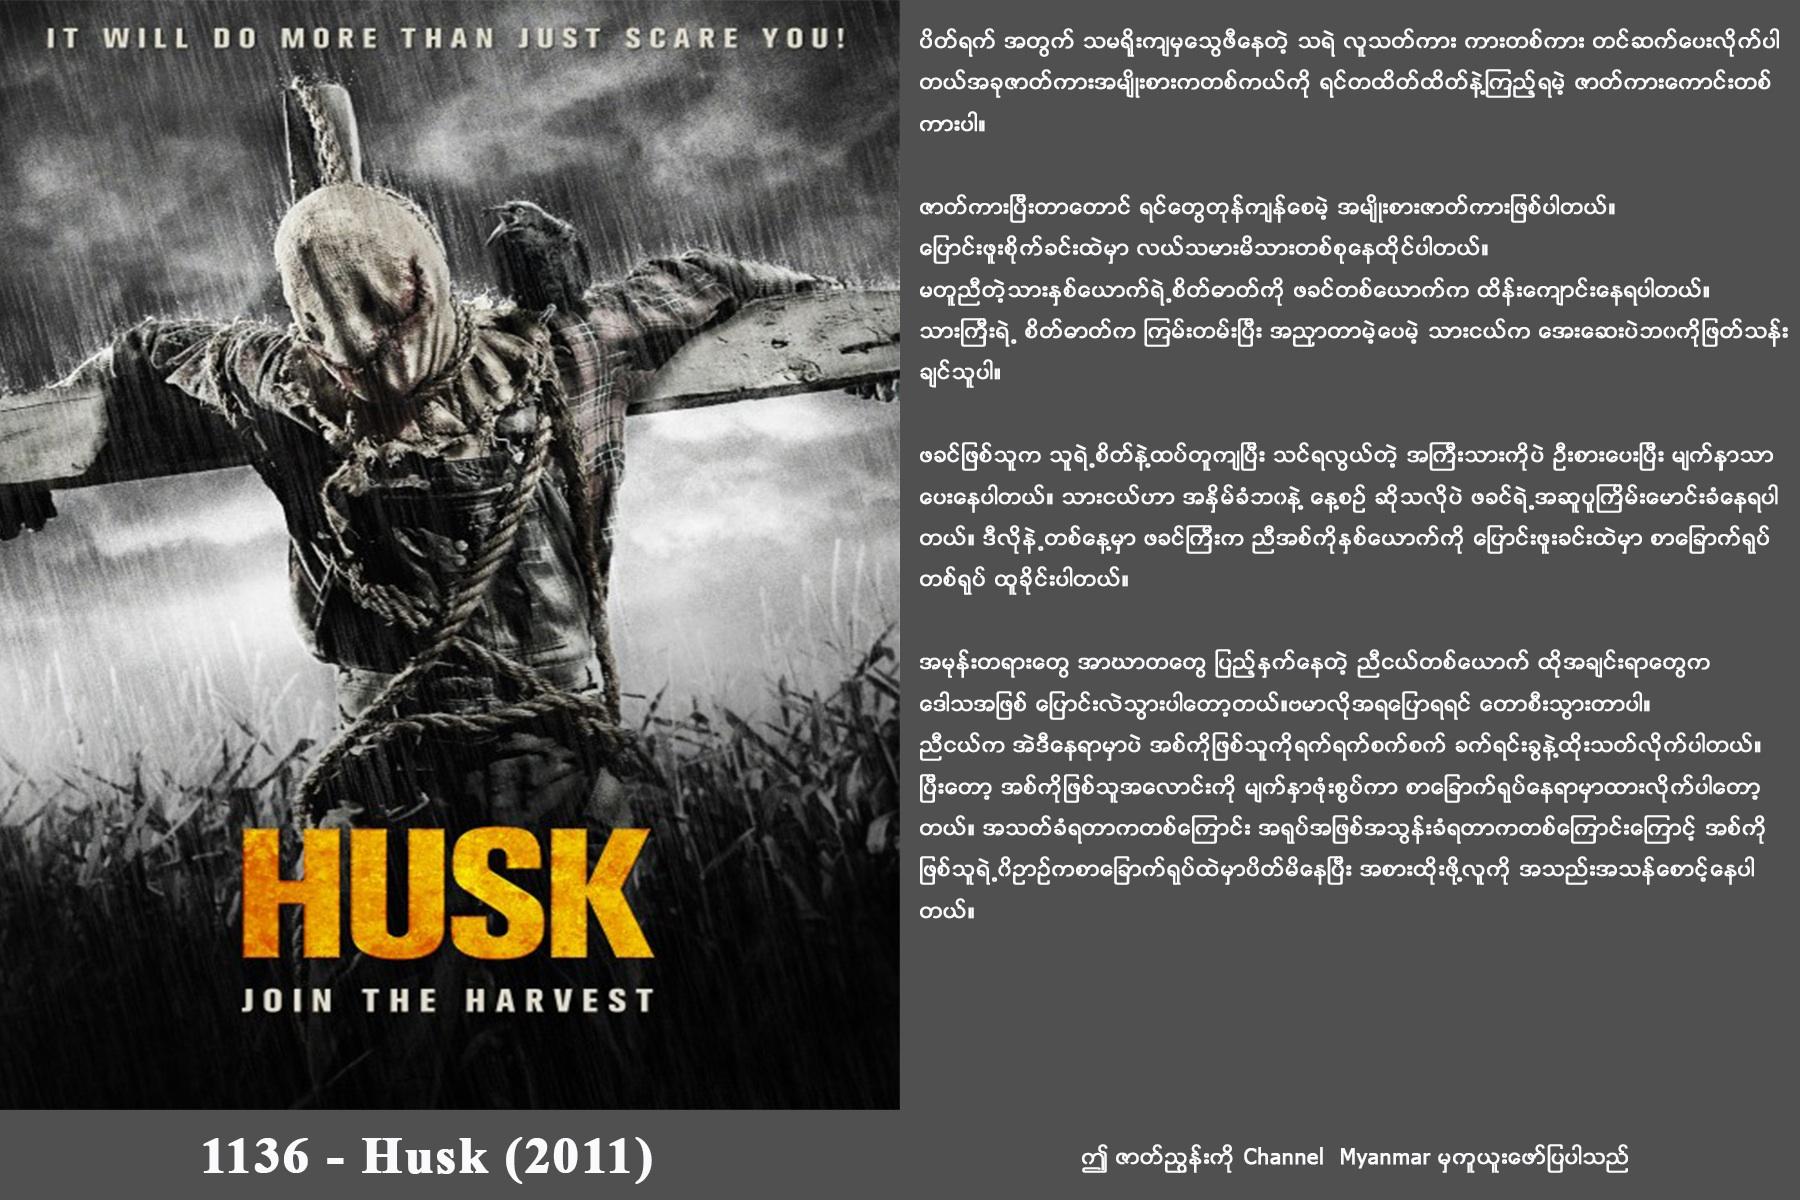 IT WILL DO MORE THAN JUST SCARE YOU!
HUSK
JOIN THE HARVEST
1136 - Husk (2011)
ပိတ်ရက် အတွက် သမရိုးကျမှသွေဖီနေတဲ့ သရဲ လူသတ်ကား ကားတစ်ကား တင်ဆက်ပေးလိုက်ပါ
တယ်အခုဇာတ်ကားအမျိုးစားကတစ်ကယ်ကို ရင်တထိတ်ထိတ်နဲ့ကြည့်ရမဲ့ ဇာတ်ကားကောင်းတစ်
ကားပါ။
ဇာတ်ကားပြီးတာတောင် ရင်တွေတုန်ကျန်စေမဲ့ အမျိုးစားဇာတ်ကားဖြစ်ပါတယ်။
ပြောင်းဖူးစိုက်ခင်းထဲမှာ လယ်သမားမိသားတစ်စုနေထိုင်ပါတယ်။
မတူညီတဲ့သားနှစ်ယောက်ရဲ့စိတ်ဓာတ်ကို ဖခင်တစ်ယောက်က ထိန်းကျောင်းနေရပါတယ်။
သားကြီးရဲ့ စိတ်ဓာတ်က ကြမ်းတမ်းပြီး အညှာတာမဲ့ပေမဲ့ သားငယ်က အေးဆေးပဲဘဝကိုဖြတ်သန်း
ချင်သူပါ။
ဖခင်ဖြစ်သူက သူရဲ့စိတ်နဲ့ထပ်တူကျပြီး သင်ရလွယ်တဲ့ အကြီးသားကိုပဲ ဦးစားပေးပြီး မျက်နှာသာ
ပေးနေပါတယ်။ သားငယ်ဟာ အနှိမ်ခံဘဝနဲ့ နေ့စဉ် ဆိုသလိုပဲ ဖခင်ရဲ့အဆူပူကြိမ်းမောင်းခံနေရပါ
တယ်။ ဒီလိုနဲ့တစ်နေ့မှာ ဖခင်ကြီးက ညီအစ်ကိုနှစ်ယောက်ကို ပြောင်းဖူးခင်းထဲမှာ စာခြောက်ရုပ်
တစ်ရုပ် ထူခိုင်းပါတယ်။
အမုန်းတရားတွေ အာဃာတတွေ ပြည့်နှက်နေတဲ့ ညီငယ်တစ်ယောက် ထိုအချင်းရာတွေက
ဒေါသအဖြစ် ပြောင်းလဲသွားပါတော့တယ်။ဗမာလိုအရပြောရရင် တောစီးသွားတာပါ။
ညီငယ်က အဲဒီနေရာမှာပဲ အစ်ကိုဖြစ်သူကိုရက်ရက်စက်စက် ခက်ရင်းခွနဲ့ထိုးသတ်လိုက်ပါတယ်။
ပြီးတော့ အစ်ကိုဖြစ်သူအလောင်းကို မျက်နှာဖုံးစွပ်ကာ စာခြောက်ရုပ်နေရာမှာထားလိုက်ပါတော့
တယ်။ အသတ်ခံရတာကတစ်ကြောင်း အရုပ်အဖြစ်အသွန်းခံရတာကတစ်ကြောင်းကြောင့် အစ်ကို
ဖြစ်သူရဲ့ဝိဉာဉ်ကစာခြောက်ရုပ်ထဲမှာပိတ်မိနေပြီး အစားထိုးဖို့လူကို အသည်းအသန်စောင့်နေပါ
တယ်။
ဤ ဇာတ်ညွှန်းကို Channel Myanmar မှကူယူးဖော်ပြပါသည်